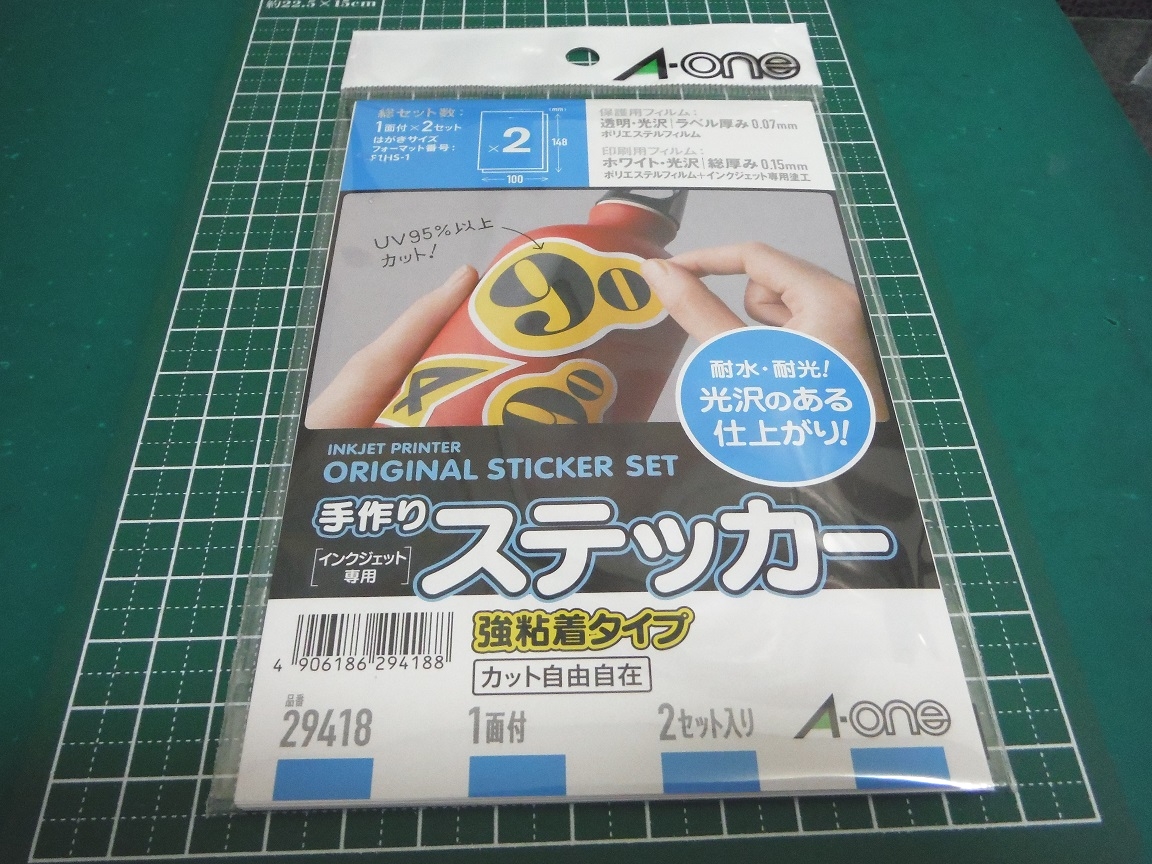 約22.5×15cm
A-one
総セット数：
1面付×2セット
はがきサイズ
フォーマット番号：
F1HS-1
×2
(mm)
148
100
保護用フィルム：
透明・光沢｜ラベル厚み0.07mm
ポリエステルフィルム
印刷用フィルム：
ホワイト・光沢｜総厚み0.15mm
ポリエステルフィルム+インクジェット専用塗工
UV95%以上
カット!
90
4
90
耐水・耐光!
光沢のある
仕上がり!
INKJET PRINTER
ORIGINAL STICKER SET
手作り
ステッカー
インクジェット
専用
強粘着タイプ
カット自由自在
4 906186 294188
品番
29418
1面付
2セット入り
A-one